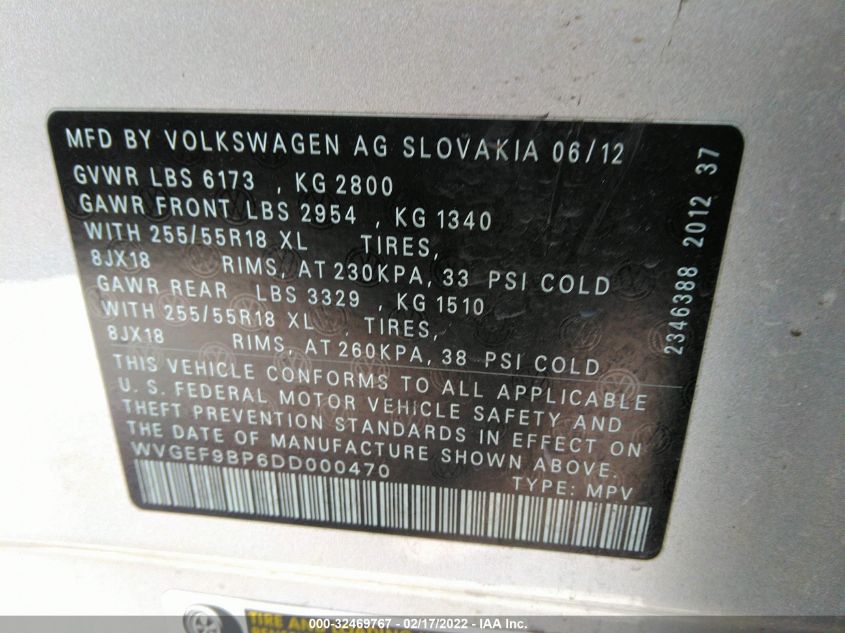 MFD BY VOLKSWAGEN AG SLOVAKIA 06/12
GVWR LBS 6173 , KG 2800
GAWR FRONT LBS 2954 , KG 1340
WITH 255/55R18 XL TIRES,
8JX18 RIMS, AT 230KPA, 33 PSI COLD
GAWR REAR LBS 3329 , KG 1510
WITH 255/55R18 XL TIRES,
8JX18 RIMS, AT 260KPA, 38 PSI COLD
THIS VEHICLE CONFORMS TO ALL APPLICABLE
U. S. FEDERAL MOTOR VEHICLE SAFETY AND
THEFT PREVENTION STANDARDS IN EFFECT ON
THE DATE OF MANUFACTURE SHOWN ABOVE.
WVGEF9BP6DD000470
TYPE: MPV
2346388 2012 37
TIRE AND
000-32469767 - 02/17/2022 - IAA Inc.